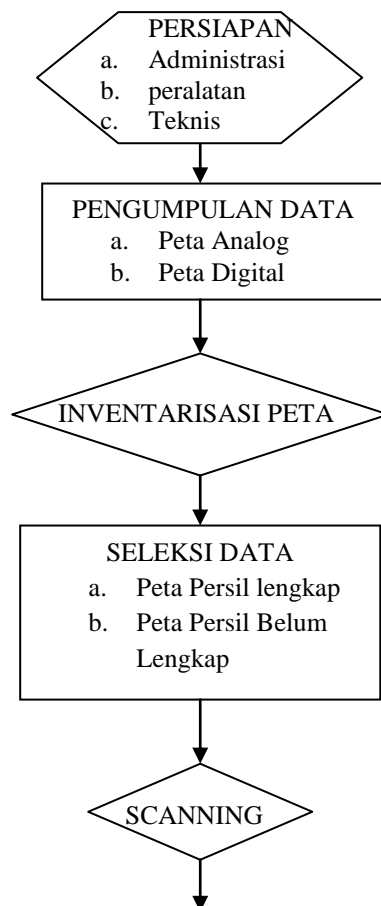 PERSIAPAN
a. Administrasi
b. peralatan
c. Teknis
PENGUMPULAN DATA
a. Peta Analog
b. Peta Digital
INVENTARISASI PETA
SELEKSI DATA
a. Peta Persil lengkap
b. Peta Persil Belum
Lengkap
SCANNING